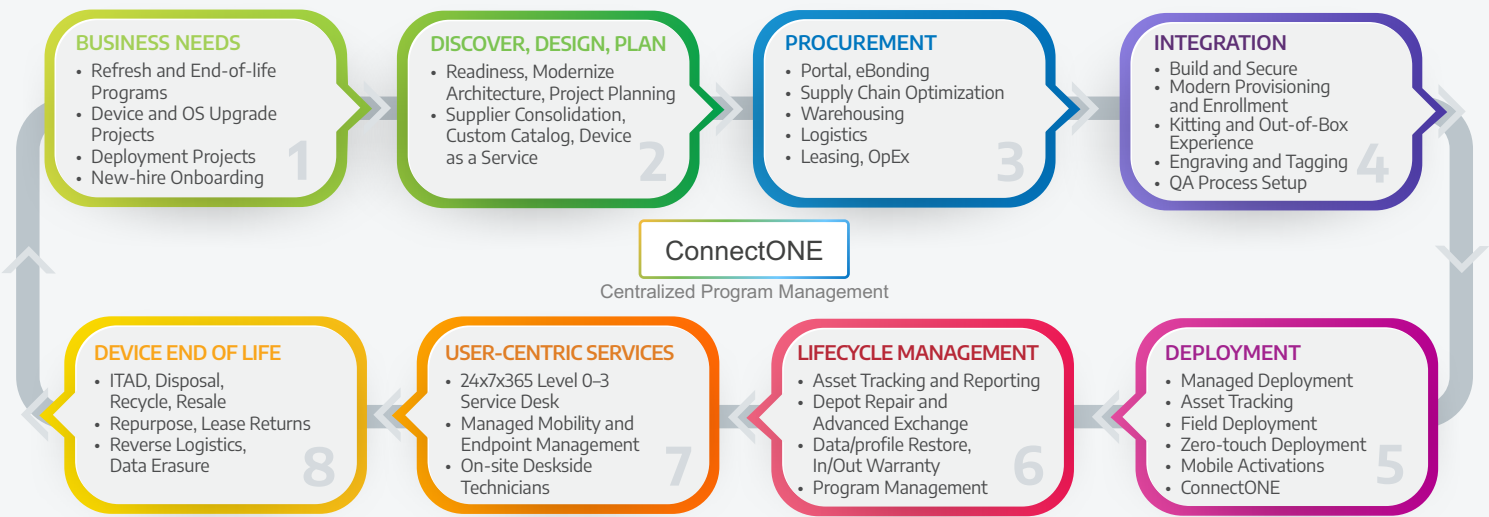 BUSINESS NEEDS
• Refresh and End-of-life
Programs
• Device and OS Upgrade
Projects
• Deployment Projects
• New-hire Onboarding
1
DISCOVER, DESIGN, PLAN
• Readiness, Modernize
Architecture, Project Planning
• Supplier Consolidation,
Custom Catalog, Device
as a Service
2
PROCUREMENT
• Portal, eBonding
• Supply Chain Optimization
• Warehousing
• Logistics
• Leasing, OpEx
3
INTEGRATION
• Build and Secure
• Modern Provisioning
and Enrollment
• Kitting and Out-of-Box
Experience
• Engraving and Tagging
• QA Process Setup
4
ConnectONE
Centralized Program Management
DEVICE END OF LIFE
• ITAD, Disposal,
Recycle, Resale
• Repurpose, Lease Returns
• Reverse Logistics,
Data Erasure
8
USER-CENTRIC SERVICES
• 24x7x365 Level 0–3
Service Desk
• Managed Mobility and
Endpoint Management
• On-site Deskside
Technicians
7
LIFECYCLE MANAGEMENT
• Asset Tracking and Reporting
• Depot Repair and
Advanced Exchange
• Data/profile Restore,
In/Out Warranty
• Program Management
6
DEPLOYMENT
• Managed Deployment
• Asset Tracking
• Field Deployment
• Zero-touch Deployment
• Mobile Activations
• ConnectONE
5